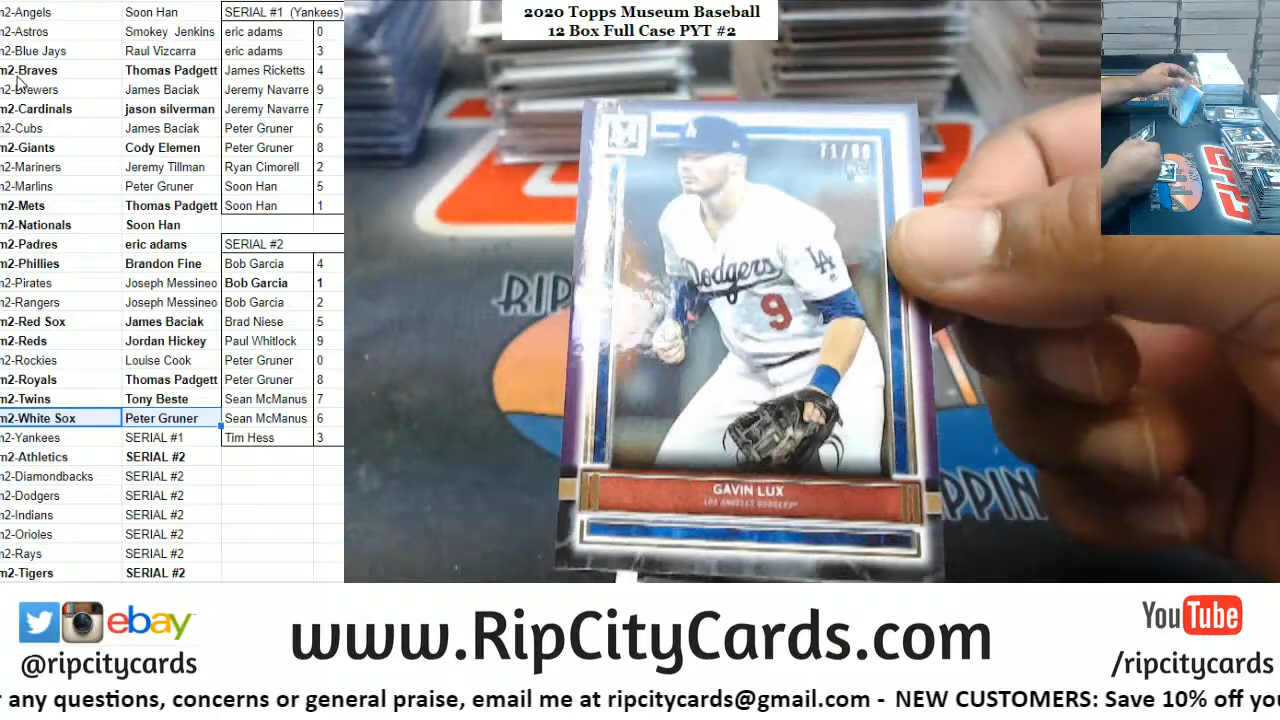 2020 Topps Museum Baseball
12 Box Full Case PYT #2
m2-Angels Soon Han SERIAL #1 (Yankees)
m2-Astros Smokey Jenkins eric adams 0
m2-Blue Jays Raul Vizcarra eric adams 3
m2-Braves Thomas Padgett James Ricketts 4
m2-Brewers James Baciak Jeremy Navarre 9
m2-Cardinals jason silverman Jeremy Navarre 7
m2-Cubs James Baciak Peter Gruner 6
m2-Giants Cody Elemen Peter Gruner 8
m2-Mariners Jeremy Tillman Ryan Cimorell 2
m2-Marlins Peter Gruner Soon Han 5
m2-Mets Thomas Padgett Soon Han 1
m2-Nationals Soon Han
m2-Padres eric adams SERIAL #2
m2-Phillies Brandon Fine Bob Garcia 4
m2-Pirates Joseph Messineo Bob Garcia 1
m2-Rangers Joseph Messineo Bob Garcia 2
m2-Red Sox James Baciak Brad Niese 5
m2-Reds Jordan Hickey Paul Whitlock 9
m2-Rockies Louise Cook Peter Gruner 0
m2-Royals Thomas Padgett Peter Gruner 8
m2-Twins Tony Beste Sean McManus 7
m2-White Sox Peter Gruner Sean McManus 6
m2-Yankees SERIAL #1 Tim Hess 3
m2-Athletics SERIAL #2
m2-Diamondbacks SERIAL #2
m2-Dodgers SERIAL #2
m2-Indians SERIAL #2
m2-Orioles SERIAL #2
m2-Rays SERIAL #2
m2-Tigers SERIAL #2
M
Dodgers
LA
9
GAVIN LUX
LOS ANGELES DODGERS
RIP
PPIN
ebay
@ripcitycards
www.RipCityCards.com
YouTube
/ripcitycards
r any questions, concerns or general praise, email me at ripcitycards@gmail.com - NEW CUSTOMERS: Save 10% off you